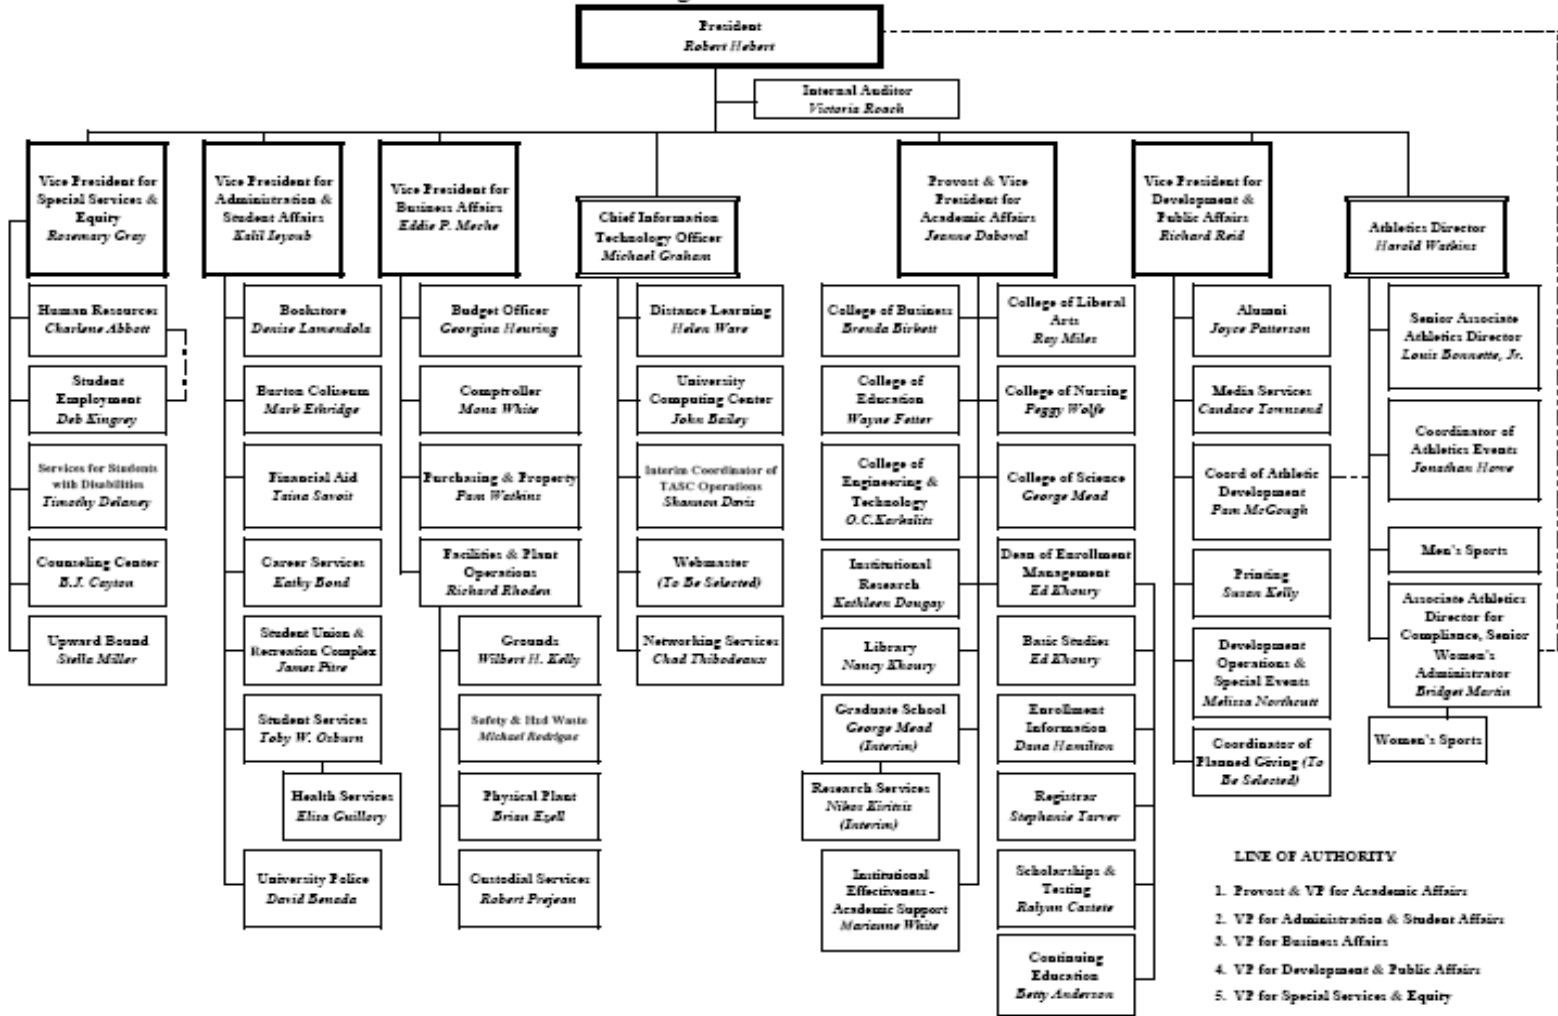 President
Robert Hebert
Internal Auditor
Victoria Roach
Vice President for
Special Services &
Equity
Rosemary Gray
Human Resources
Charlene Abbott
Student
Employment
Deb Kingrey
Services for Students
with Disabilities
Timothy Delaney
Counseling Center
B.J. Cayton
Upward Bound
Stella Miller
Vice President for
Administration &
Student Affairs
Kalil Ieyoub
Bookstore
Denise Lamendola
Burton Coliseum
Mark Ethridge
Financial Aid
Taina Savoit
Career Services
Kathy Bond
Student Union &
Recreation Complex
James Pitre
Student Services
Toby W. Osburn
Health Services
Elisa Guillory
University Police
David Benada
Vice President for
Business Affairs
Eddie P. Meche
Budget Officer
Georgina Henring
Comptroller
Mona White
Purchasing & Property
Pam Watkins
Facilities & Plant
Operations
Richard Rhoden
Grounds
Wilbert H. Kelly
Safety & Hzd Waste
Michael Rodrigue
Physical Plant
Brian Ezell
Custodial Services
Robert Prejean
Chief Information
Technology Officer
Michael Graham
Distance Learning
Helen Ware
University
Computing Center
John Bailey
Interim Coordinator of
TASC Operations
Shannon Davis
Webmaster
(To Be Selected)
Networking Services
Chad Thibodeaux
Provost & Vice
President for
Academic Affairs
Jeanne Daboval
College of Business
Brenda Birkett
College of
Education
Wayne Fetter
College of
Engineering &
Technology
O.C.Karkalits
Institutional
Research
Kathleen Dougay
Library
Nancy Khoury
Graduate School
George Mead
(Interim)
Research Services
Nikos Kiritsis
(Interim)
Institutional
Effectiveness -
Academic Support
Marianne White
College of Liberal
Arts
Ray Miles
College of Nursing
Peggy Wolfe
College of Science
George Mead
Dean of Enrollment
Management
Ed Khoury
Basic Studies
Ed Khoury
Enrollment
Information
Dana Hamilton
Registrar
Stephanie Tarver
Scholarships &
Testing
Ralynn Castete
Continuing
Education
Betty Anderson
Vice President for
Development &
Public Affairs
Richard Reid
Alumni
Joyce Patterson
Media Services
Candace Townsend
Coord of Athletic
Development
Pam McGough
Printing
Susan Kelly
Development
Operations &
Special Events
Melissa Northcutt
Coordinator of
Planned Giving (To
Be Selected)
Athletics Director
Harold Watkins
Senior Associate
Athletics Director
Louis Bonnette, Jr.
Coordinator of
Athletics Events
Jonathan Howe
Men's Sports
Associate Athletics
Director for
Compliance, Senior
Women's
Administrator
Bridget Martin
Women's Sports
LINE OF AUTHORITY
1. Provost & VP for Academic Affairs
2. VP for Administration & Student Affairs
3. VP for Business Affairs
4. VP for Development & Public Affairs
5. VP for Special Services & Equity